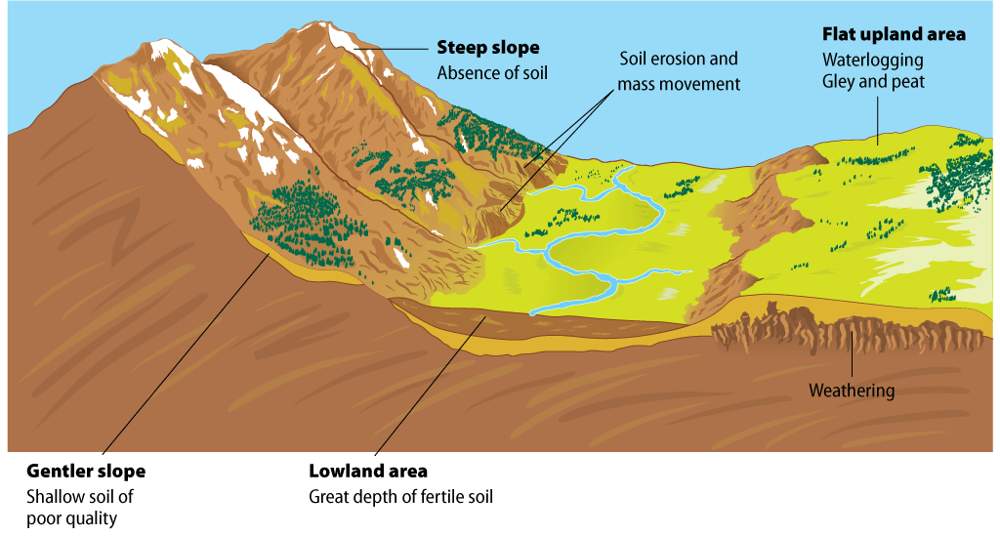 Steep slope
Absence of soil
Soil erosion and
mass movement
Flat upland area
Waterlogging
Gley and peat
Weathering
Gentler slope
Shallow soil of
poor quality
Lowland area
Great depth of fertile soil